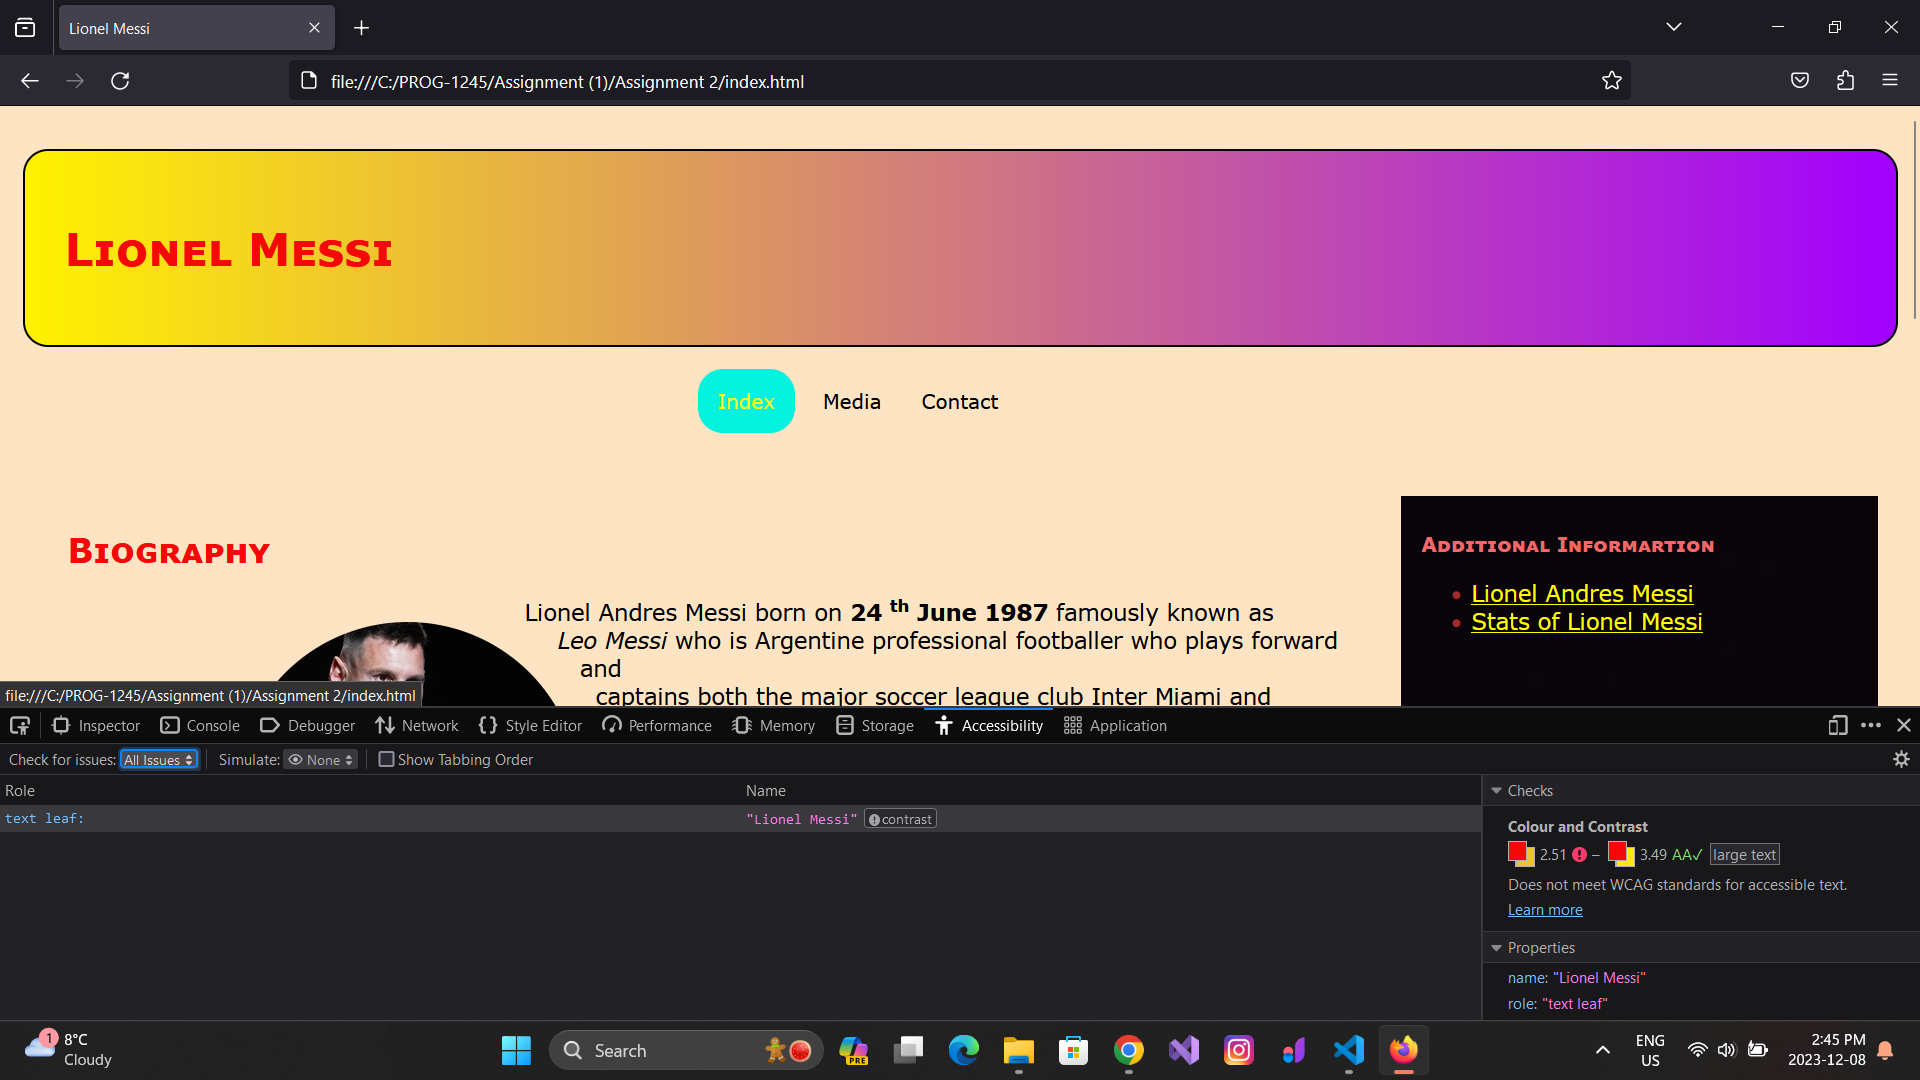 Lionel Messi
file:///C:/PROG-1245/Assignment (1)/Assignment 2/index.html
Lionel Messi
Index Media Contact
Biography
Lionel Andres Messi born on 24 th June 1987 famously known as
Leo Messi who is Argentine professional footballer who plays forward
and
captains both the major soccer league club Inter Miami and
Additional Informartion
Lionel Andres Messi
Stats of Lionel Messi
file:///C:/PROG-1245/Assignment (1)/Assignment 2/index.html
Inspector Console Debugger Network Style Editor Performance Memory Storage Accessibility Application
Check for issues: All Issues Simulate: None Show Tabbing Order
Role Name
text leaf: "Lionel Messi" contrast
Checks
Colour and Contrast
2.51 – 3.49 AA✓ large text
Does not meet WCAG standards for accessible text.
Learn more
Properties
name: "Lionel Messi"
role: "text leaf"
1 8°C
Cloudy
Search
PRE
ENG
US
2:45 PM
2023-12-08